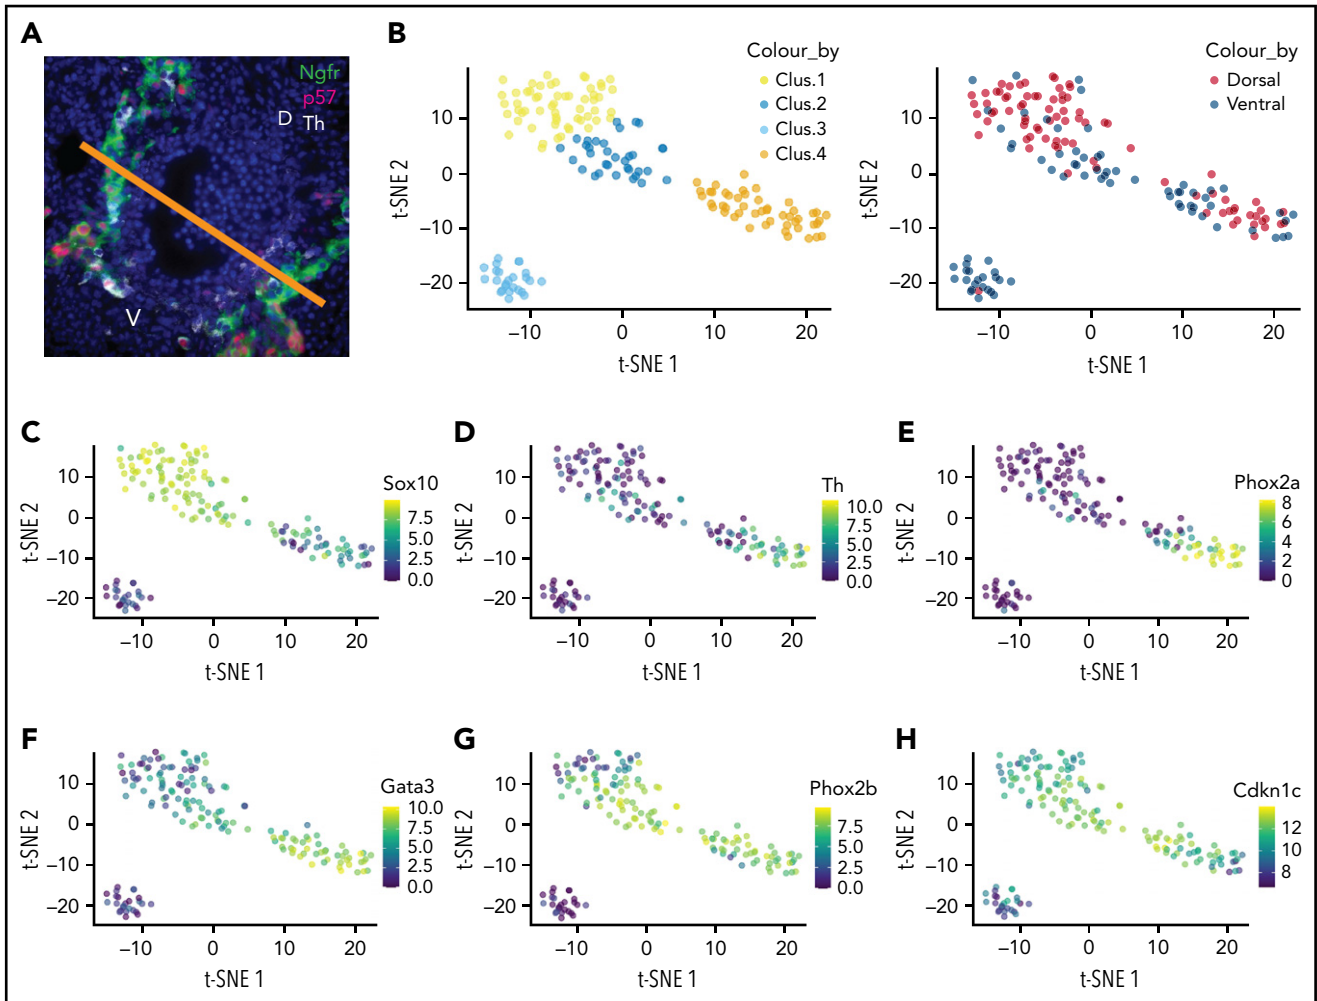 A
Ngfr
p57
D Th
V
B
Colour_by
Clus.1
Clus.2
Clus.3
Clus.4
10
0
−10
−20
t-SNE 2
−10 0 10 20
t-SNE 1
Colour_by
Dorsal
Ventral
10
0
−10
−20
t-SNE 2
−10 0 10 20
t-SNE 1
C
Sox10
7.5
5.0
2.5
0.0
10
0
−10
−20
t-SNE 2
−10 0 10 20
t-SNE 1
D
Th
10.0
7.5
5.0
2.5
0.0
10
0
−10
−20
t-SNE 2
−10 0 10 20
t-SNE 1
E
Phox2a
8
6
4
2
0
10
0
−10
−20
t-SNE 2
−10 0 10 20
t-SNE 1
F
Gata3
10.0
7.5
5.0
2.5
0.0
10
0
−10
−20
t-SNE 2
−10 0 10 20
t-SNE 1
G
Phox2b
7.5
5.0
2.5
0.0
10
0
−10
−20
t-SNE 2
−10 0 10 20
t-SNE 1
H
Cdkn1c
12
10
8
10
0
−10
−20
t-SNE 2
−10 0 10 20
t-SNE 1